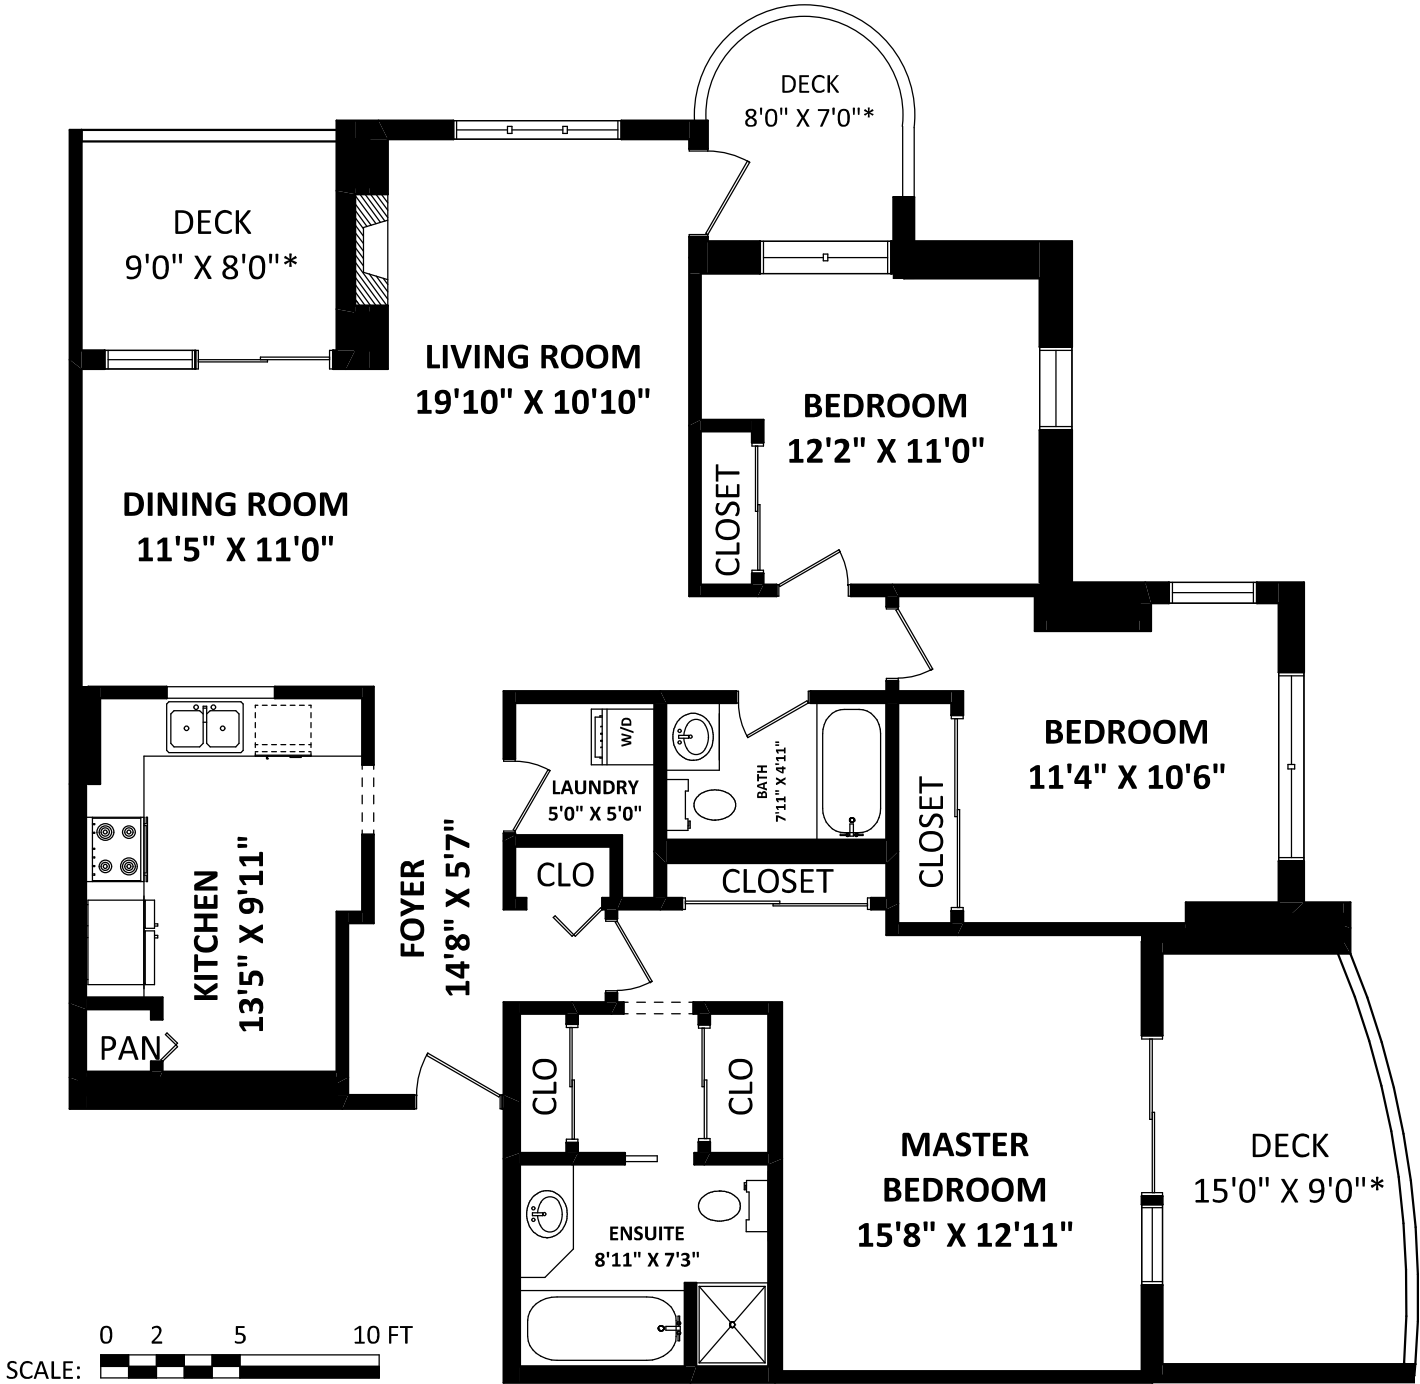 DECK
8'0" X 7'0"*
DECK
9'0" X 8'0"*
LIVING ROOM
19'10" X 10'10"
BEDROOM
12'2" X 11'0"
CLOSET
DINING ROOM
11'5" X 11'0"
W/D
LAUNDRY
5'0" X 5'0"
BATH
7'11" X 4'11"
BEDROOM
11'4" X 10'6"
CLOSET
CLO
CLOSET
KITCHEN
13'5" X 9'11"
FOYER
14'8" X 5'7"
PAN
CLO
CLO
MASTER
BEDROOM
15'8" X 12'11"
DECK
15'0" X 9'0"*
ENSUITE
8'11" X 7'3"
0 2 5 10 FT
SCALE: